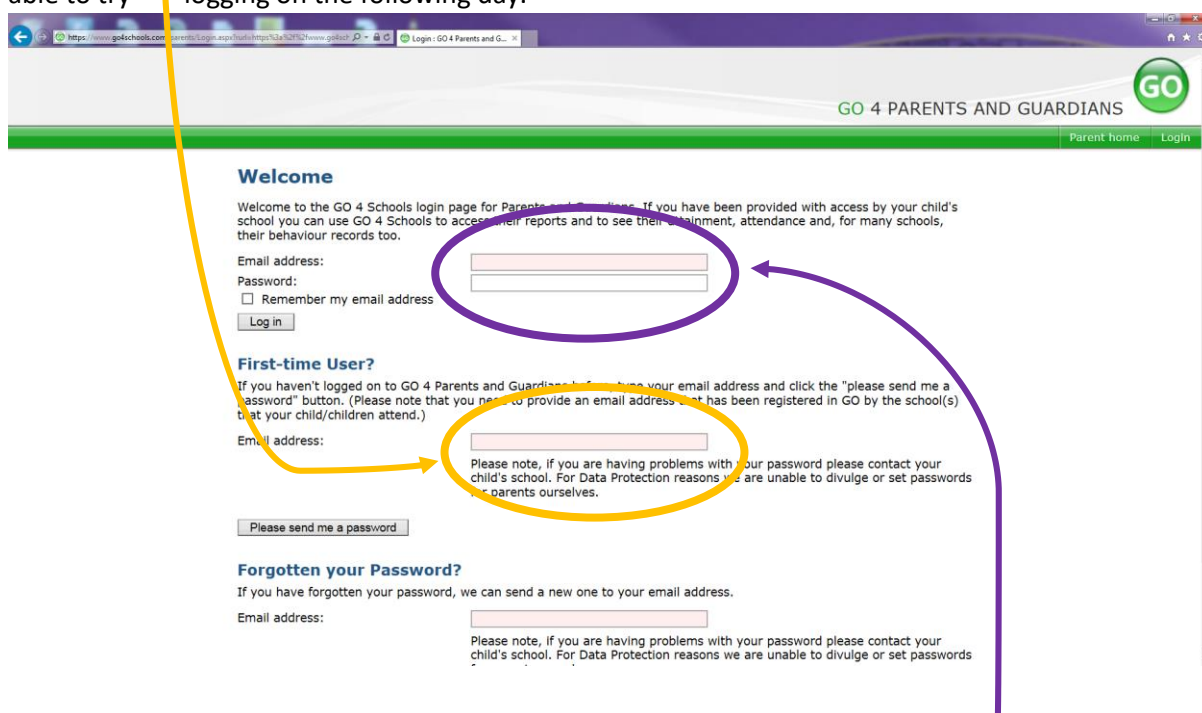 able to try logging on the following day.
https://www.go4schools.com
Login : GO 4 Parents and G...
GO
GO 4 PARENTS AND GUARDIANS
Parent home Login
Welcome
Welcome to the GO 4 Schools login page for Parents and Guardians. If you have been provided with access by your child's
school you can use GO 4 Schools to access their reports and to see their attainment, attendance and, for many schools,
their behaviour records too.
Email address:
Password:
Remember my email address
Log in
First-time User?
If you haven't logged on to GO 4 Parents and Guardians before, type your email address and click the "please send me a
password" button. (Please note that you need to provide an email address that has been registered in GO by the school(s)
that your child/children attend.)
Email address:
Please note, if you are having problems with your password please contact your
child's school. For Data Protection reasons we are unable to divulge or set passwords
for parents ourselves.
Please send me a password
Forgotten your Password?
If you have forgotten your password, we can send a new one to your email address.
Email address:
Please note, if you are having problems with your password please contact your
child's school. For Data Protection reasons we are unable to divulge or set passwords